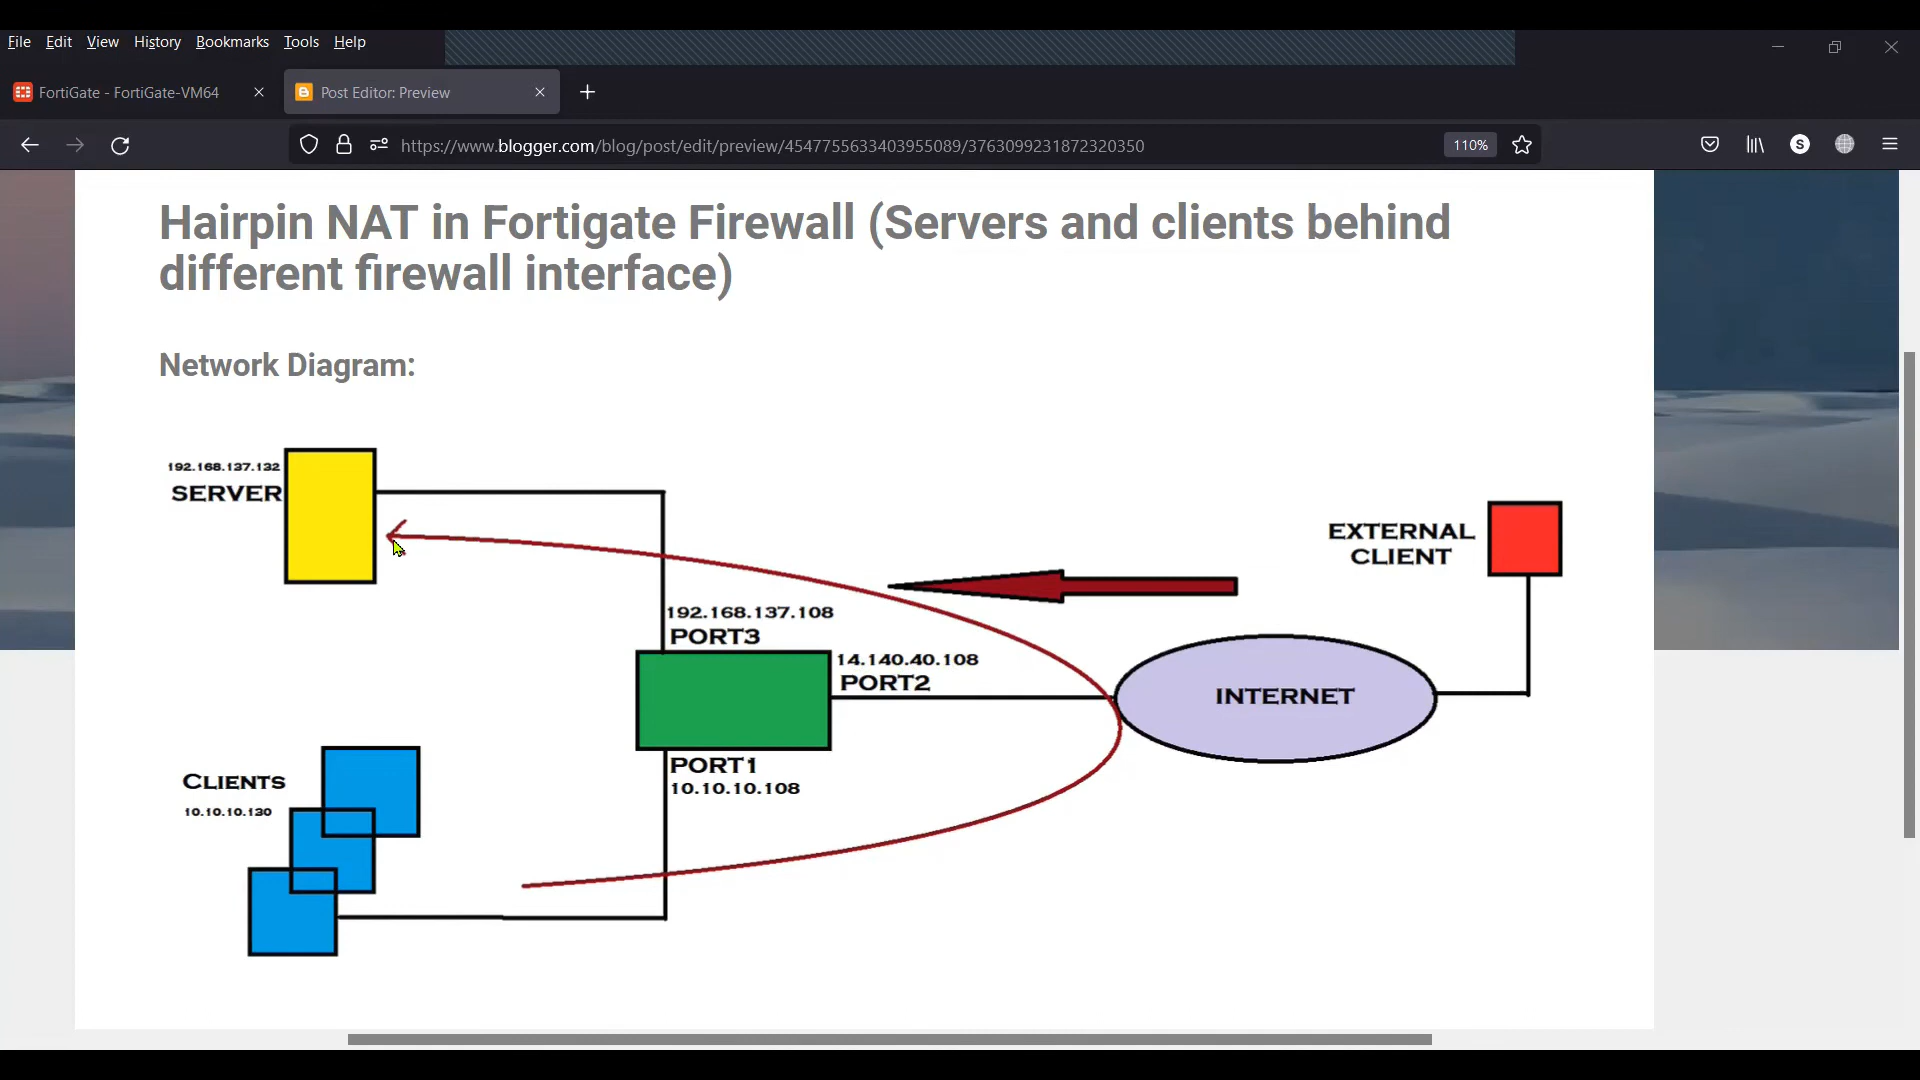 File Edit View History Bookmarks Tools Help
FortiGate - FortiGate-VM64
Post Editor: Preview
https://www.blogger.com/blog/post/edit/preview/4547755633403955089/3763099231872320350
110%
S
Hairpin NAT in Fortigate Firewall (Servers and clients behind
different firewall interface)
Network Diagram:
192.168.137.132
SERVER
EXTERNAL
CLIENT
192.168.137.108
PORT3
14.140.40.108
PORT2
INTERNET
PORT1
10.10.10.108
CLIENTS
10.10.10.130